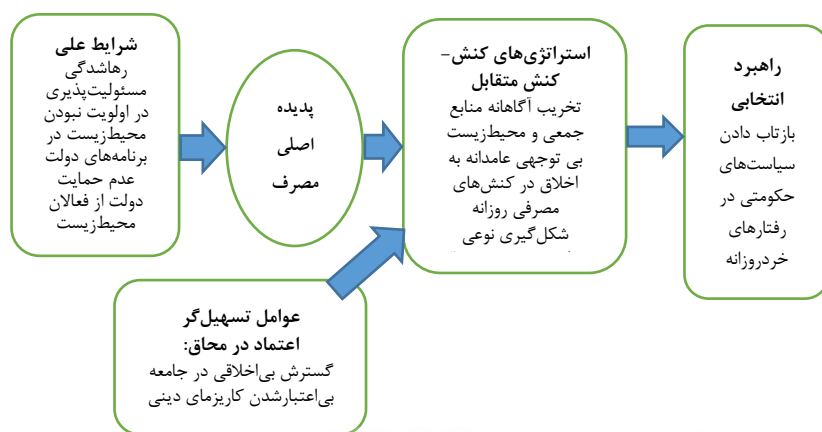 شرایط علی
رهاشدگی
مسئولیت‌پذیری
در اولویت نبودن
محیط‌زیست در
برنامه‌های دولت
عدم حمایت
دولت از فعالان
محیط‌زیست
پدیده
اصلی
مصرف
استراتژی‌های کنش–
کنش متقابل
تخریب آگاهانه منابع
جمعی و محیط‌زیست
بی توجهی عامدانه به
اخلاق در کنش‌های
مصرفی روزانه
شکل‌گیری نوعی
راهبرد
انتخابی
بازتاب دادن
سیاست‌های
حکومتی در
رفتارهای
خردروزانه
عوامل تسهیل‌گر
اعتماد در محاق:
گسترش بی‌اخلاقی در جامعه
بی‌اعتبارشدن کاریزمای دینی